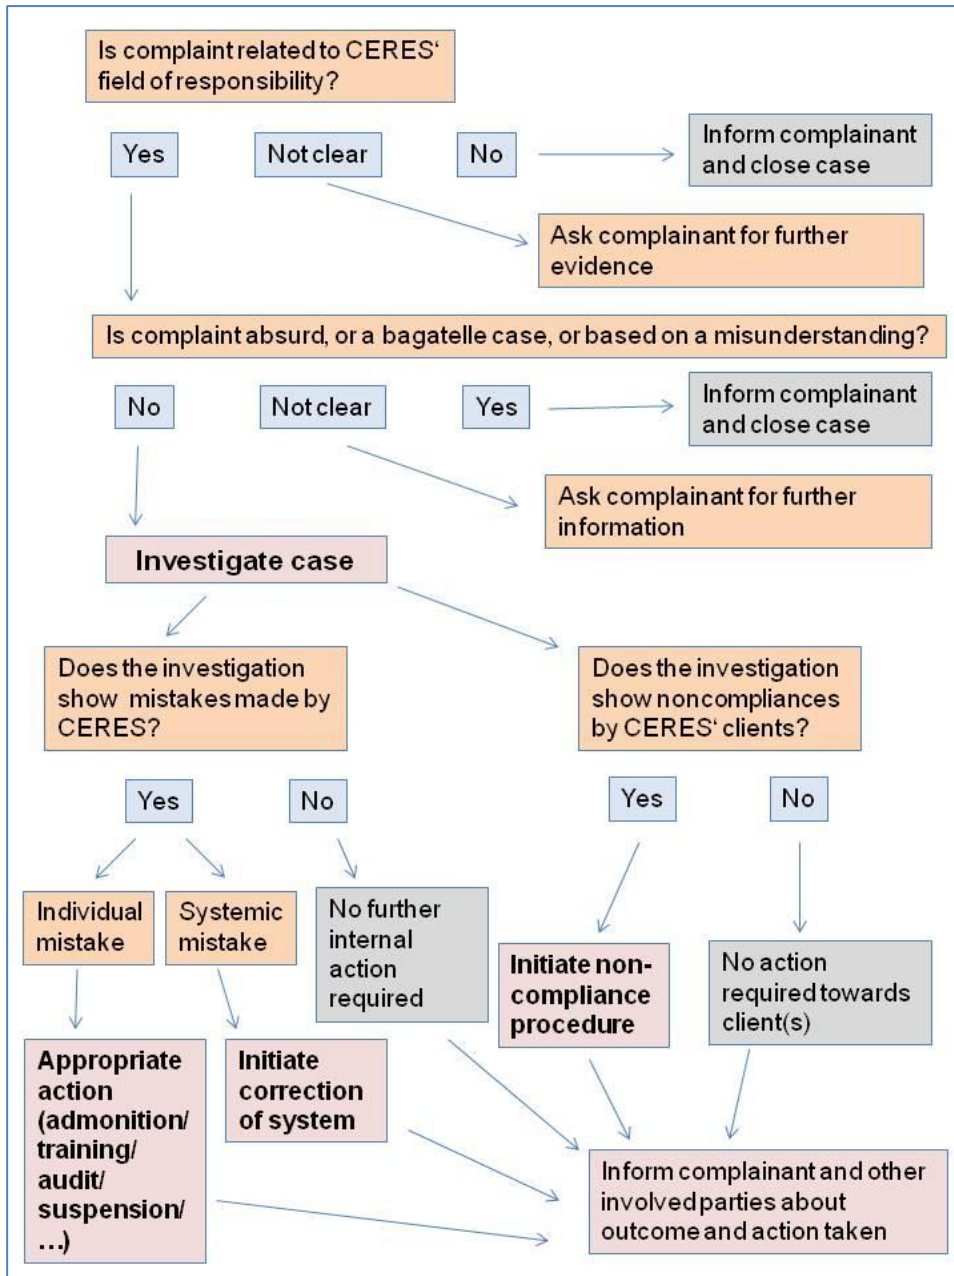 Is complaint related to CERES‘
field of responsibility?
Yes
Not clear
No
Inform complainant
and close case
Ask complainant for further
evidence
Is complaint absurd, or a bagatelle case, or based on a misunderstanding?
No
Not clear
Yes
Inform complainant
and close case
Ask complainant for further
information
Investigate case
Does the investigation
show mistakes made by
CERES?
Does the investigation
show noncompliances
by CERES‘ clients?
Yes
No
Yes
No
Individual
mistake
Systemic
mistake
No further
internal
action
required
Initiate non-
compliance
procedure
No action
required towards
client(s)
Appropriate
action
(admonition/
training/
audit/
suspension/
…)
Initiate
correction
of system
Inform complainant and other
involved parties about
outcome and action taken